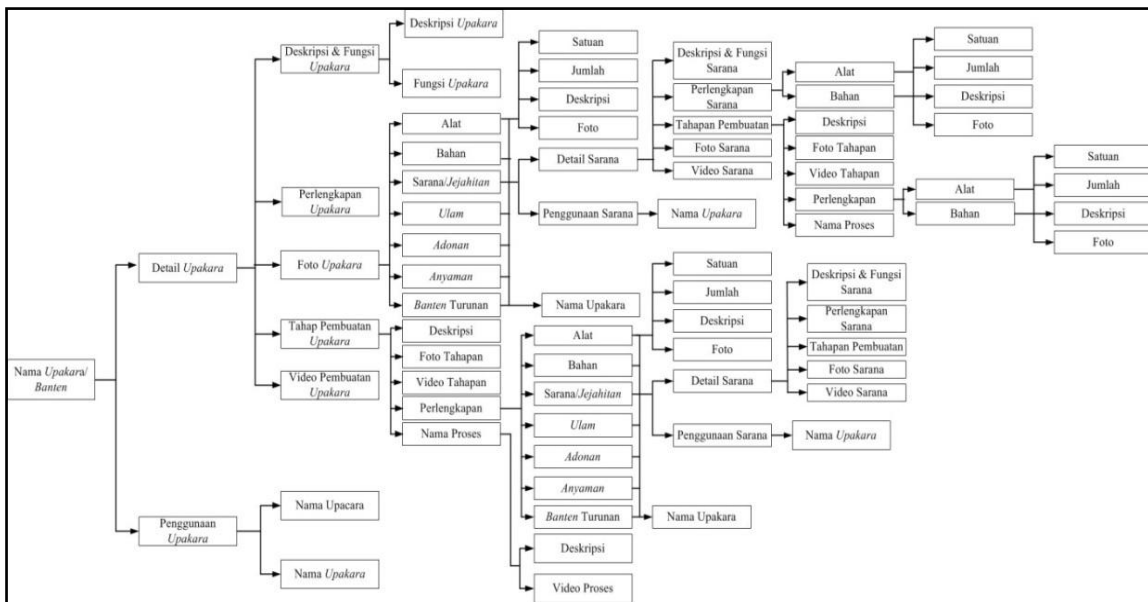 Nama Upakara/
Banten
Detail Upakara
Penggunaan
Upakara
Deskripsi & Fungsi
Upakara
Perlengkapan
Upakara
Foto Upakara
Tahap Pembuatan
Upakara
Video Pembuatan
Upakara
Nama Upacara
Nama Upakara
Deskripsi Upakara
Fungsi Upakara
Alat
Bahan
Sarana/Jejahitan
Ulam
Adonan
Anyaman
Banten Turunan
Deskripsi
Foto Tahapan
Video Tahapan
Perlengkapan
Nama Proses
Satuan
Jumlah
Deskripsi
Foto
Detail Sarana
Penggunaan Sarana
Nama Upakara
Nama Upakara
Deskripsi & Fungsi
Sarana
Perlengkapan
Sarana
Tahapan Pembuatan
Foto Sarana
Video Sarana
Alat
Bahan
Satuan
Jumlah
Deskripsi
Foto
Deskripsi
Foto Tahapan
Video Tahapan
Perlengkapan
Nama Proses
Alat
Bahan
Satuan
Jumlah
Deskripsi
Foto
Alat
Bahan
Sarana/Jejahitan
Ulam
Adonan
Anyaman
Banten Turunan
Deskripsi
Video Proses
Satuan
Jumlah
Deskripsi
Foto
Detail Sarana
Penggunaan Sarana
Nama Upakara
Nama Upakara
Deskripsi & Fungsi
Sarana
Perlengkapan
Sarana
Tahapan Pembuatan
Foto Sarana
Video Sarana